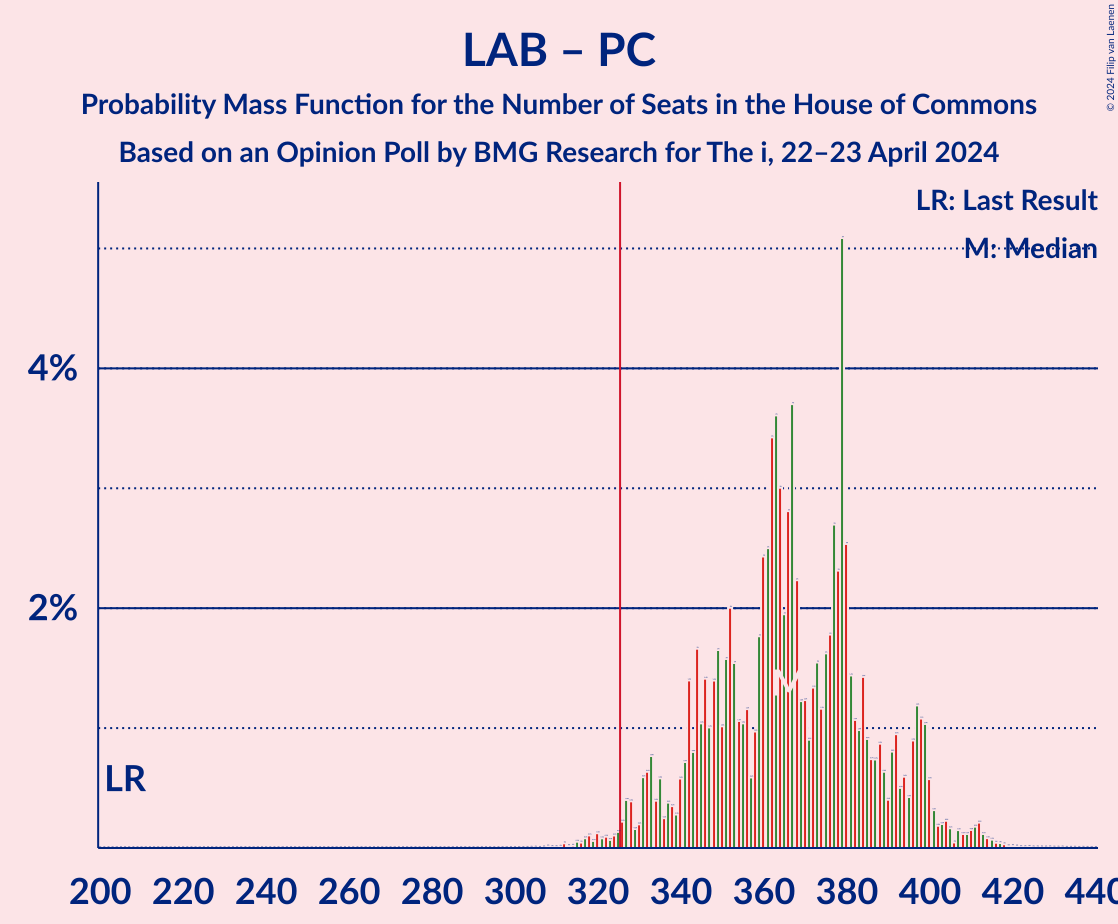 LAB – PC
Probability Mass Function for the Number of Seats in the House of Commons
Based on an Opinion Poll by BMG Research for The i, 22–23 April 2024
© 2024 Filip van Laenen
LR: Last Result
M: Median
4%
2%
LR
M
200 220 240 260 280 300 320 340 360 380 400 420 440